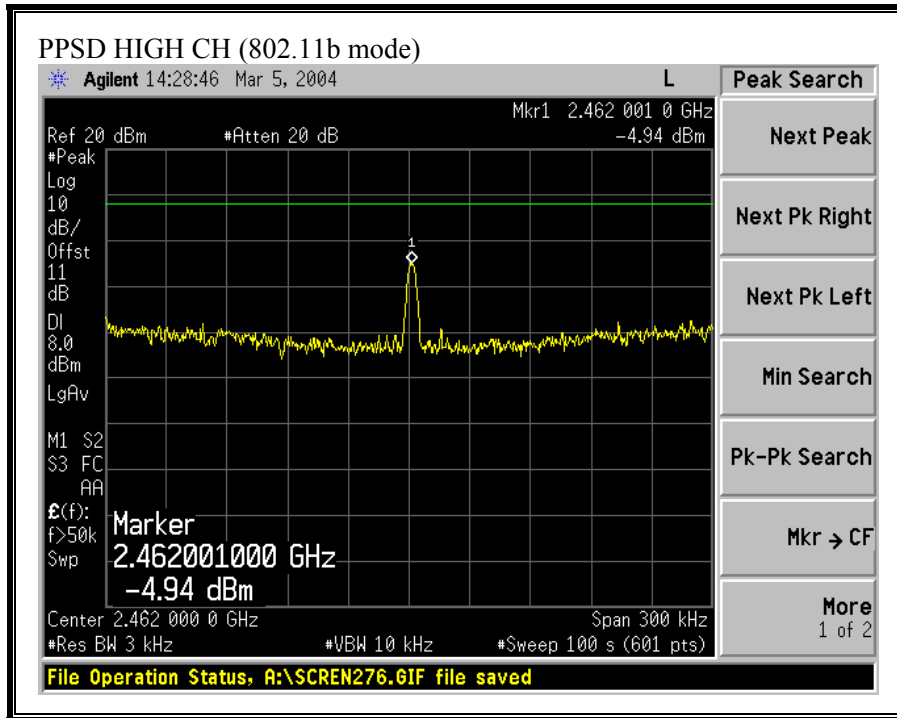 PPSD HIGH CH (802.11b mode)
Agilent 14:28:46 Mar 5, 2004 L
Peak Search
Mkr1 2.462 001 0 GHz
Ref 20 dBm #Atten 20 dB -4.94 dBm
#Peak
Log
10
dB/
Offst
11
dB
DI
8.0
dBm
LgAv
M1 S2
S3 FC
AA
£(f):
f>50k
Swp
1
Marker
2.462001000 GHz
-4.94 dBm
Center 2.462 000 0 GHz Span 300 kHz
#Res BW 3 kHz #VBW 10 kHz #Sweep 100 s (601 pts)
Next Peak
Next Pk Right
Next Pk Left
Min Search
Pk-Pk Search
Mkr → CF
More
1 of 2
File Operation Status, A:\SCREN276.GIF file saved